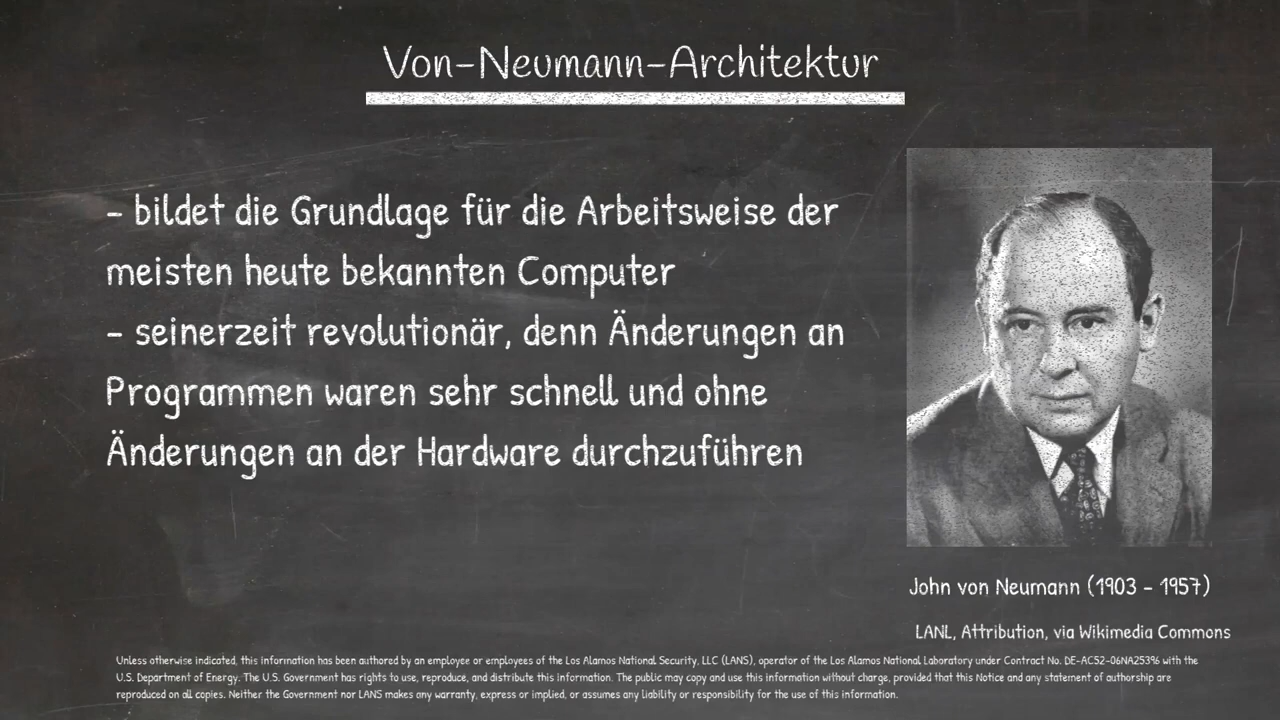 Von-Neumann-Architektur
- bildet die Grundlage für die Arbeitsweise der
meisten heute bekannten Computer
- seinerzeit revolutionär, denn Änderungen an
Programmen waren sehr schnell und ohne
Änderungen an der Hardware durchzuführen
John von Neumann (1903 - 1957)
LANL, Attribution, via Wikimedia Commons
Unless otherwise indicated, this information has been authored by an employee or employees of the Los Alamos National Security, LLC (LANS), operator of the Los Alamos National Laboratory under Contract No. DE-AC52-06NA25396 with the
U.S. Department of Energy. The U.S. Government has rights to use, reproduce, and distribute this information. The public may copy and use this information without charge, provided that this Notice and any statement of authorship are
reproduced on all copies. Neither the Government nor LANS makes any warranty, express or implied, or assumes any liability or responsibility for the use of this information.